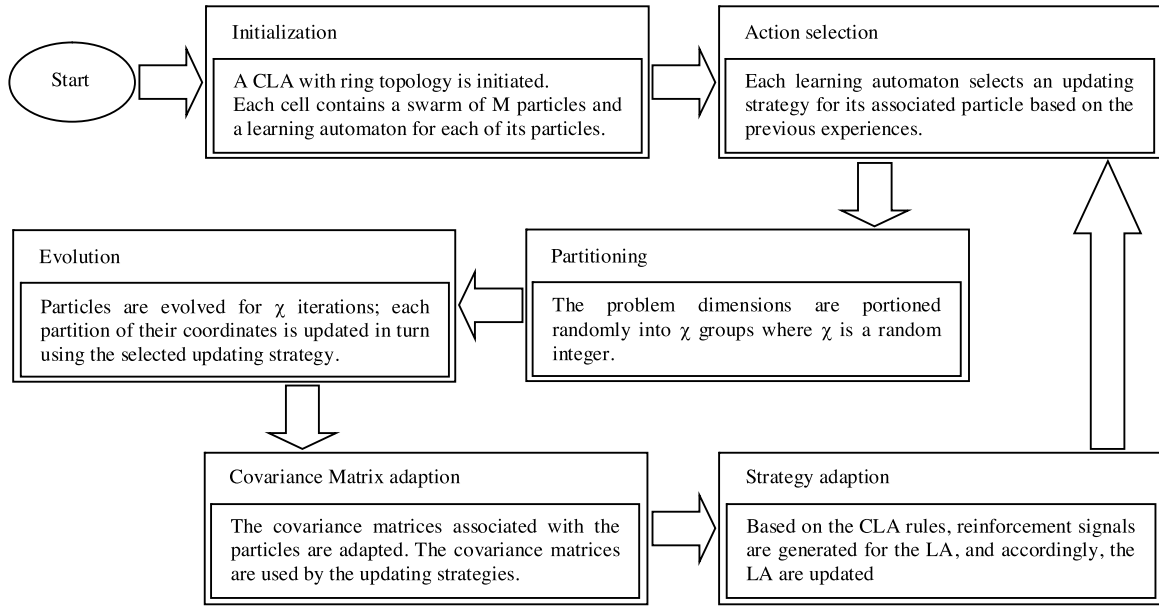 Start
Initialization
A CLA with ring topology is initiated.
Each cell contains a swarm of M particles and
a learning automaton for each of its particles.
Action selection
Each learning automaton selects an updating
strategy for its associated particle based on the
previous experiences.
Partitioning
The problem dimensions are portioned
randomly into χ groups where χ is a random
integer.
Evolution
Particles are evolved for χ iterations; each
partition of their coordinates is updated in turn
using the selected updating strategy.
Covariance Matrix adaption
The covariance matrices associated with the
particles are adapted. The covariance matrices
are used by the updating strategies.
Strategy adaption
Based on the CLA rules, reinforcement signals
are generated for the LA, and accordingly, the
LA are updated